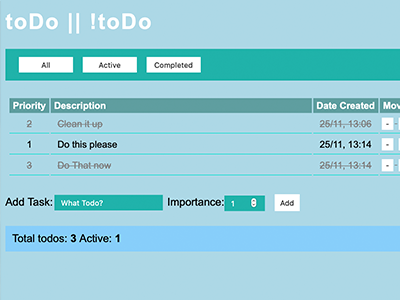 toDo || !toDo
All Active Completed
Priority Description Date Created Mov
2 Clean it up 25/11, 13:06 - -
1 Do this please 25/11, 13:14 - -
3 Do That now 25/11, 13:14 - -
Add Task: What Todo? Importance: 1 Add
Total todos: 3 Active: 1